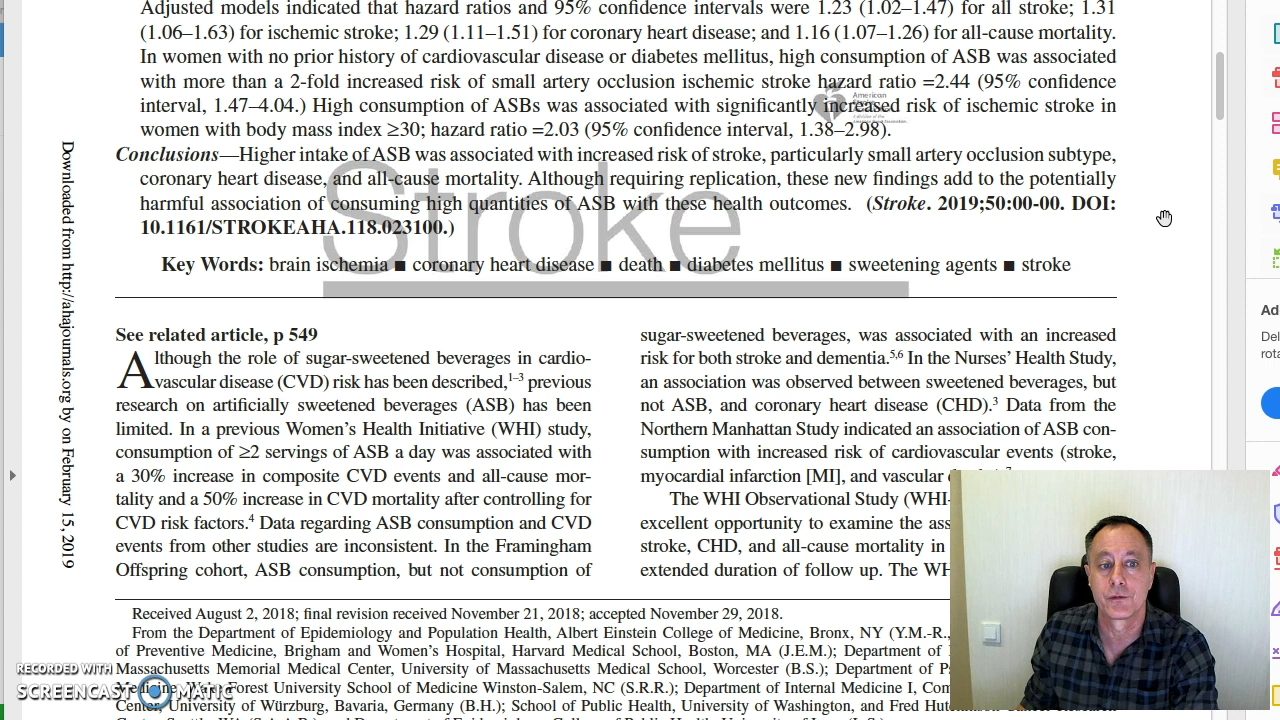 Adjusted models indicated that hazard ratios and 95% confidence intervals were 1.23 (1.02–1.47) for all stroke; 1.31
(1.06–1.63) for ischemic stroke; 1.29 (1.11–1.51) for coronary heart disease; and 1.16 (1.07–1.26) for all-cause mortality.
In women with no prior history of cardiovascular disease or diabetes mellitus, high consumption of ASB was associated
with more than a 2-fold increased risk of small artery occlusion ischemic stroke hazard ratio =2.44 (95% confidence
interval, 1.47–4.04.) High consumption of ASBs was associated with significantly increased risk of ischemic stroke in
women with body mass index ≥30; hazard ratio =2.03 (95% confidence interval, 1.38–2.98).
American
Conclusions—Higher intake of ASB was associated with increased risk of stroke, particularly small artery occlusion subtype,
coronary heart disease, and all-cause mortality. Although requiring replication, these new findings add to the potentially
harmful association of consuming high quantities of ASB with these health outcomes. (Stroke. 2019;50:00-00. DOI:
10.1161/STROKEAHA.118.023100.)
Stroke
Key Words: brain ischemia ■ coronary heart disease ■ death ■ diabetes mellitus ■ sweetening agents ■ stroke
Downloaded from http://ahajournals.org by on February 15, 2019
See related article, p 549
Although the role of sugar-sweetened beverages in cardio-
vascular disease (CVD) risk has been described,1–3 previous
research on artificially sweetened beverages (ASB) has been
limited. In a previous Women's Health Initiative (WHI) study,
consumption of ≥2 servings of ASB a day was associated with
a 30% increase in composite CVD events and all-cause mor-
tality and a 50% increase in CVD mortality after controlling for
CVD risk factors.4 Data regarding ASB consumption and CVD
events from other studies are inconsistent. In the Framingham
Offspring cohort, ASB consumption, but not consumption of
sugar-sweetened beverages, was associated with an increased
risk for both stroke and dementia.5,6 In the Nurses' Health Study,
an association was observed between sweetened beverages, but
not ASB, and coronary heart disease (CHD).3 Data from the
Northern Manhattan Study indicated an association of ASB con-
sumption with increased risk of cardiovascular events (stroke,
myocardial infarction [MI], and vascular
The WHI Observational Study (WHI-
excellent opportunity to examine the ass
stroke, CHD, and all-cause mortality in
extended duration of follow up. The WH
Received August 2, 2018; final revision received November 21, 2018; accepted November 29, 2018.
From the Department of Epidemiology and Population Health, Albert Einstein College of Medicine, Bronx, NY (Y.M.-R.,
of Preventive Medicine, Brigham and Women's Hospital, Harvard Medical School, Boston, MA (J.E.M.); Department of
Massachusetts Memorial Medical Center, University of Massachusetts Medical School, Worcester (B.S.); Department of Ps
Medicine, Wake Forest University School of Medicine Winston-Salem, NC (S.R.R.); Department of Internal Medicine I, Com
Center, University of Würzburg, Bavaria, Germany (B.H.); School of Public Health, University of Washington, and Fred Hutchinson Cancer Research
RECORDED WITH
SCREENCAST MATIC
Ad
Del
rota